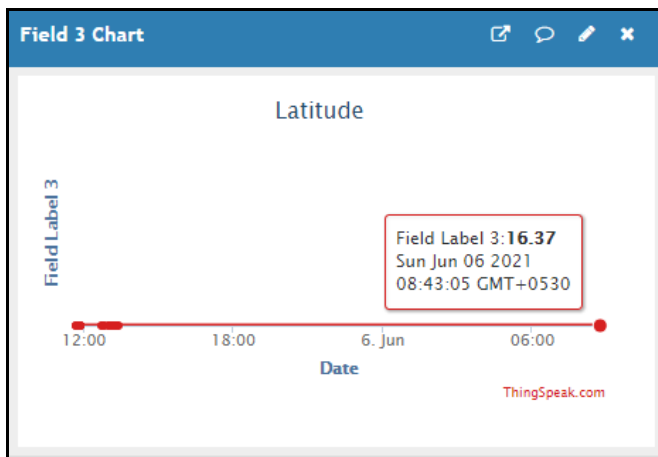 Field 3 Chart
Latitude
Field Label 3
Field Label 3:16.37
Sun Jun 06 2021
08:43:05 GMT+0530
12:00 18:00 6. Jun 06:00
Date
ThingSpeak.com